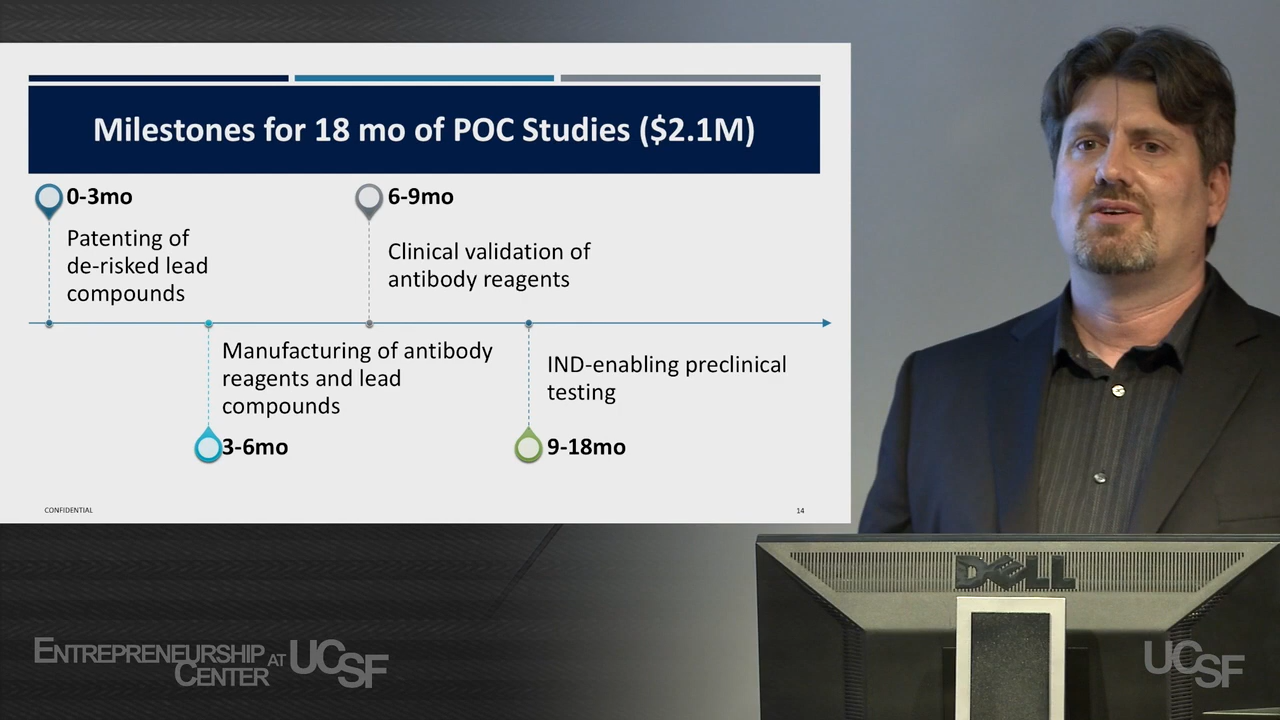 Milestones for 18 mo of POC Studies ($2.1M)
0-3mo
Patenting of
de-risked lead
compounds
6-9mo
Clinical validation of
antibody reagents
Manufacturing of antibody
reagents and lead
compounds
3-6mo
IND-enabling preclinical
testing
9-18mo
CONFIDENTIAL
14
DELL
ENTREPRENEURSHIP AT UCSF
CENTER
UCSF